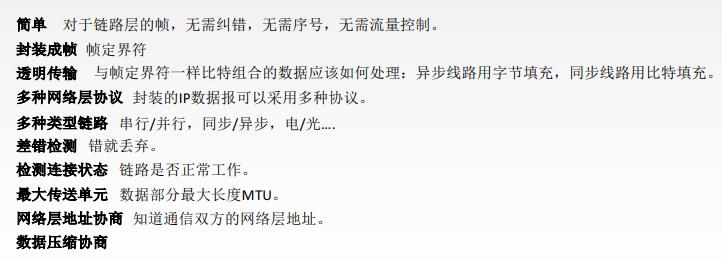 简单 对于链路层的帧，无需纠错，无需序号，无需流量控制。
封装成帧 帧定界符
透明传输 与帧定界符一样比特组合的数据应该如何处理：异步线路用字节填充，同步线路用比特填充。
多种网络层协议 封装的IP数据报可以采用多种协议。
多种类型链路 串行/并行，同步/异步，电/光....
差错检测 错就丢弃。
检测连接状态 链路是否正常工作。
最大传送单元 数据部分最大长度MTU。
网络层地址协商 知道通信双方的网络层地址。
数据压缩协商